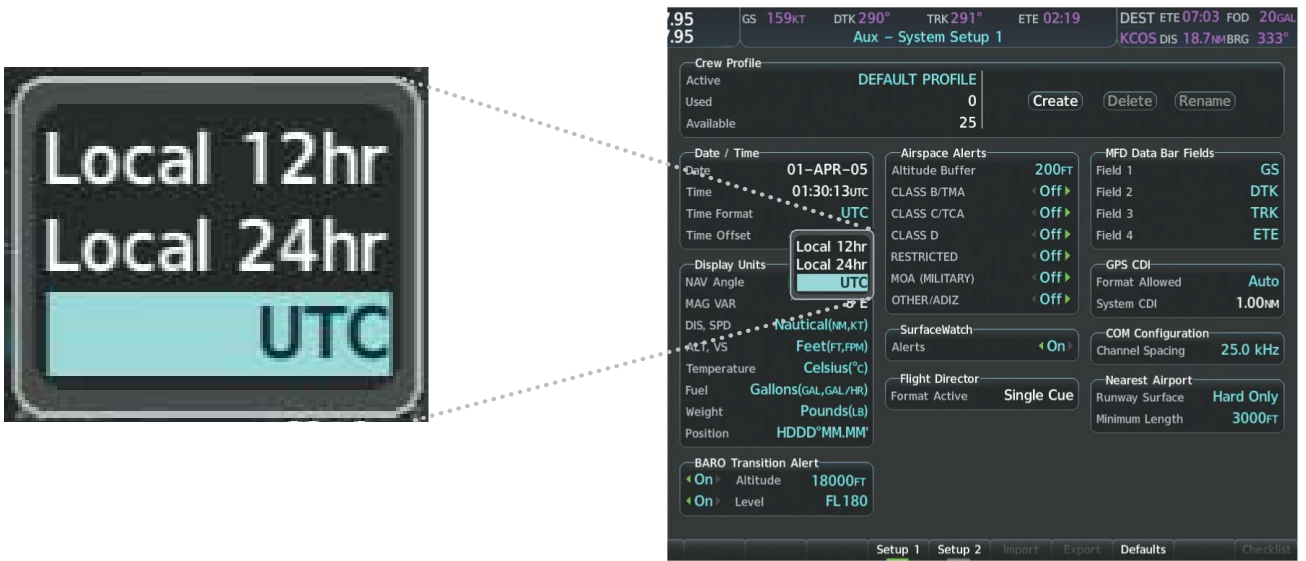 Local 12hr
Local 24hr
UTC
.95 GS 159KT DTK 290° TRK 291° ETE 02:19 DEST ETE 07:03 FOD 20GAL
.95 Aux – System Setup 1 KCOS DIS 18.7NM BRG 333°
Crew Profile
Active DEFAULT PROFILE
Used 0 Create Delete Rename
Available 25
Date / Time
Date 01–APR–05
Time 01:30:13UTC
Time Format UTC
Time Offset
Local 12hr
Local 24hr
UTC
Display Units
NAV Angle
MAG VAR E
DIS, SPD Nautical(NM,KT)
ALT, VS Feet(FT,FPM)
Temperature Celsius(°C)
Fuel Gallons(GAL,GAL/HR)
Weight Pounds(LB)
Position HDDD°MM.MM'
BARO Transition Alert
On Altitude 18000FT
On Level FL180
Airspace Alerts
Altitude Buffer 200FT
CLASS B/TMA Off
CLASS C/TCA Off
CLASS D Off
RESTRICTED Off
MOA (MILITARY) Off
OTHER/ADIZ Off
SurfaceWatch
Alerts On
Flight Director
Format Active Single Cue
MFD Data Bar Fields
Field 1 GS
Field 2 DTK
Field 3 TRK
Field 4 ETE
GPS CDI
Format Allowed Auto
System CDI 1.00NM
COM Configuration
Channel Spacing 25.0 kHz
Nearest Airport
Runway Surface Hard Only
Minimum Length 3000FT
Setup 1 Setup 2 Import Export Defaults Checklist